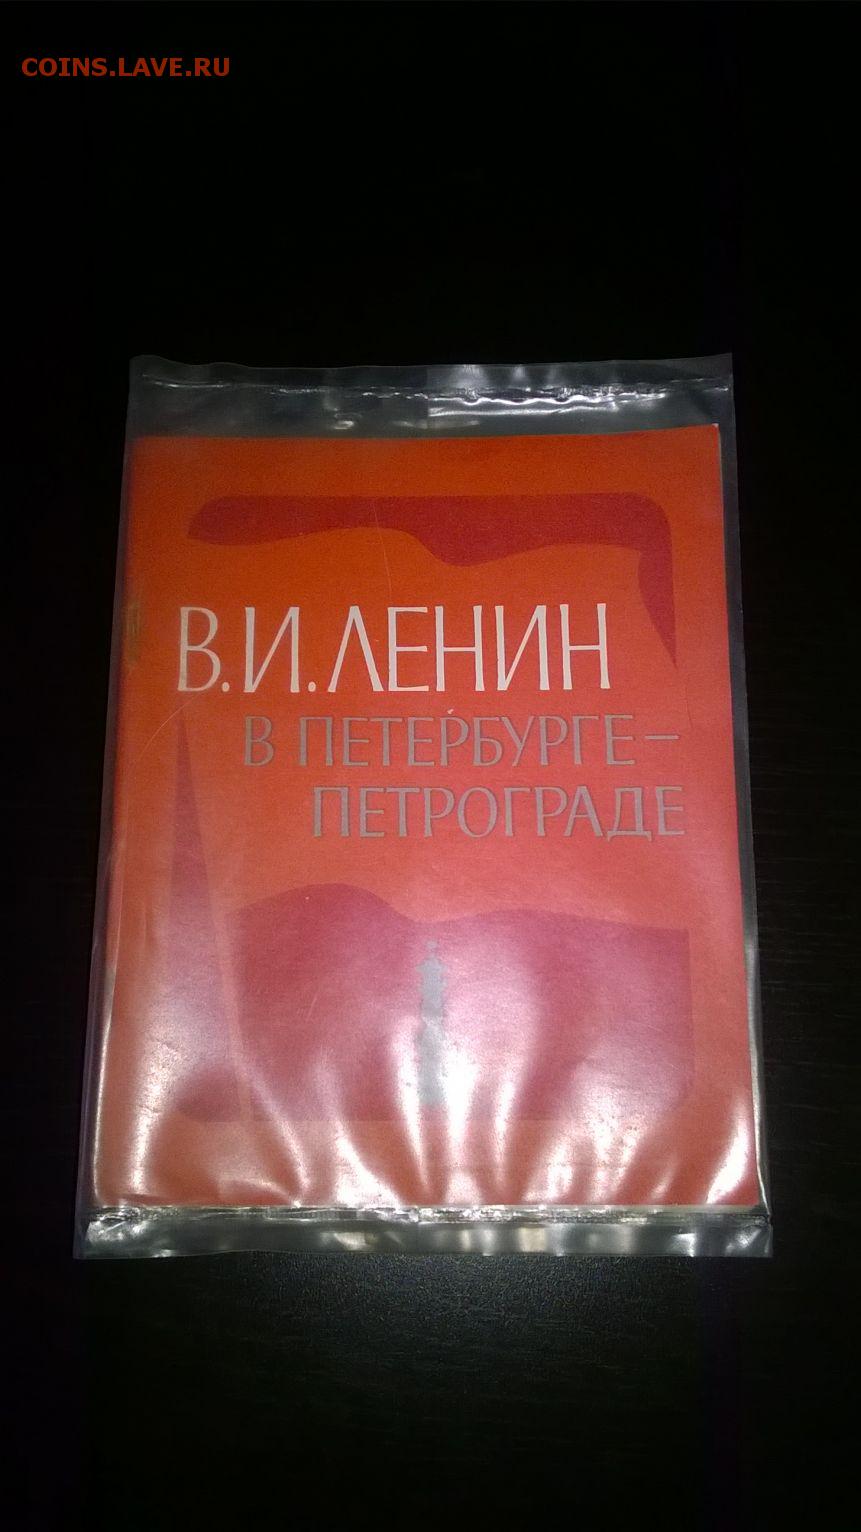 COINS.LAVE.RU
В.И.ЛЕНИН
В ПЕТЕРБУРГЕ–
ПЕТРОГРАДЕ